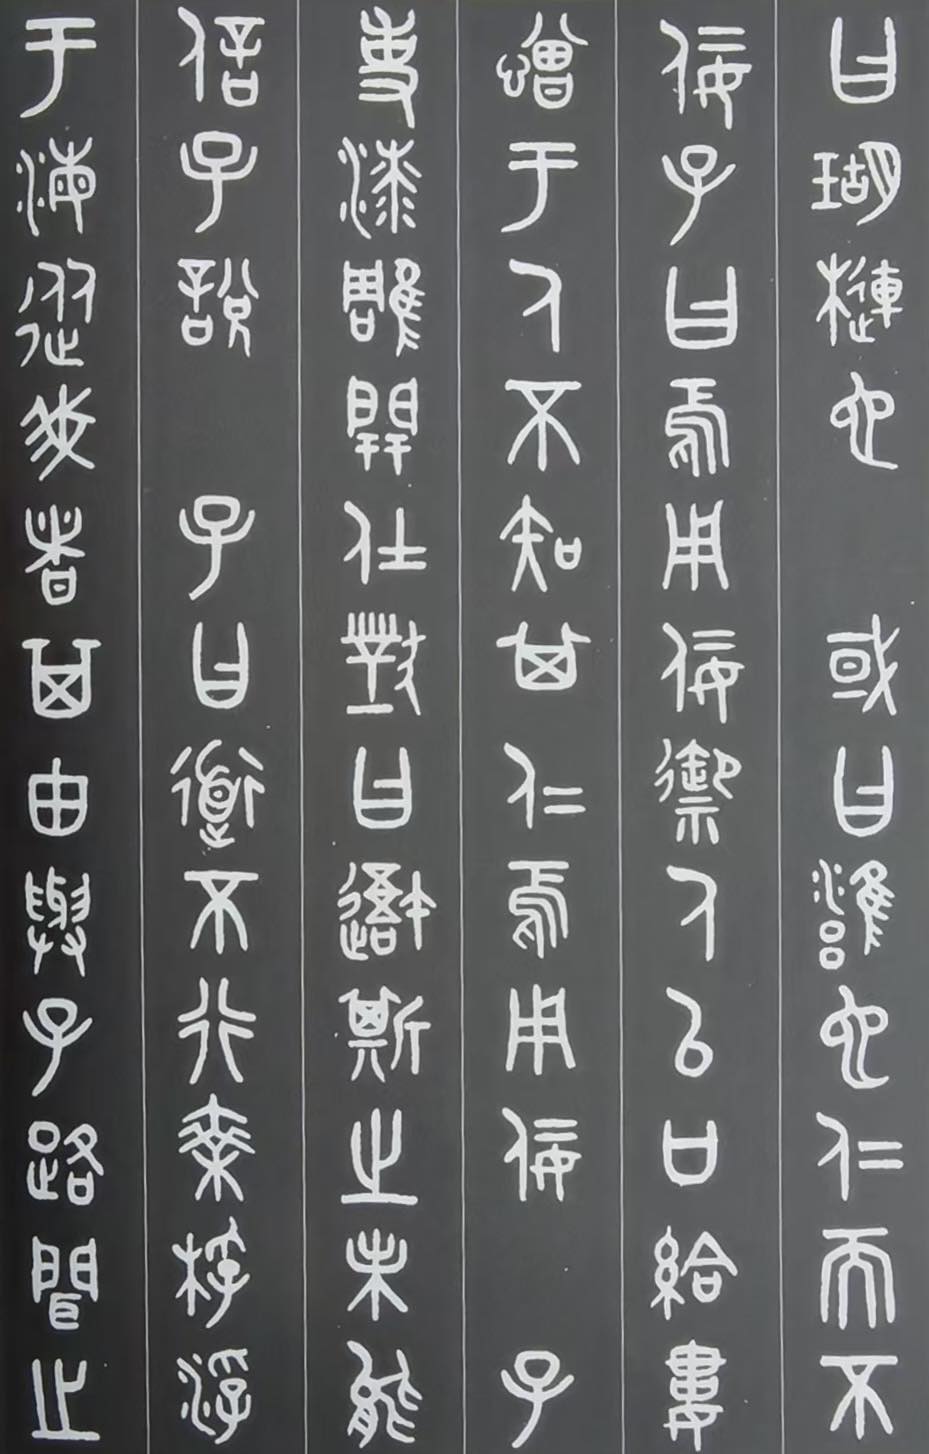 曰瑚璉也 或曰雝也仁而不
佞子曰焉用佞禦人以口給婁
憎于人不知其仁焉用佞 子
使漆雕開仕對曰吾斯之未能
信子說 子曰道不行乘桴浮
于海從我者其由與子路聞之